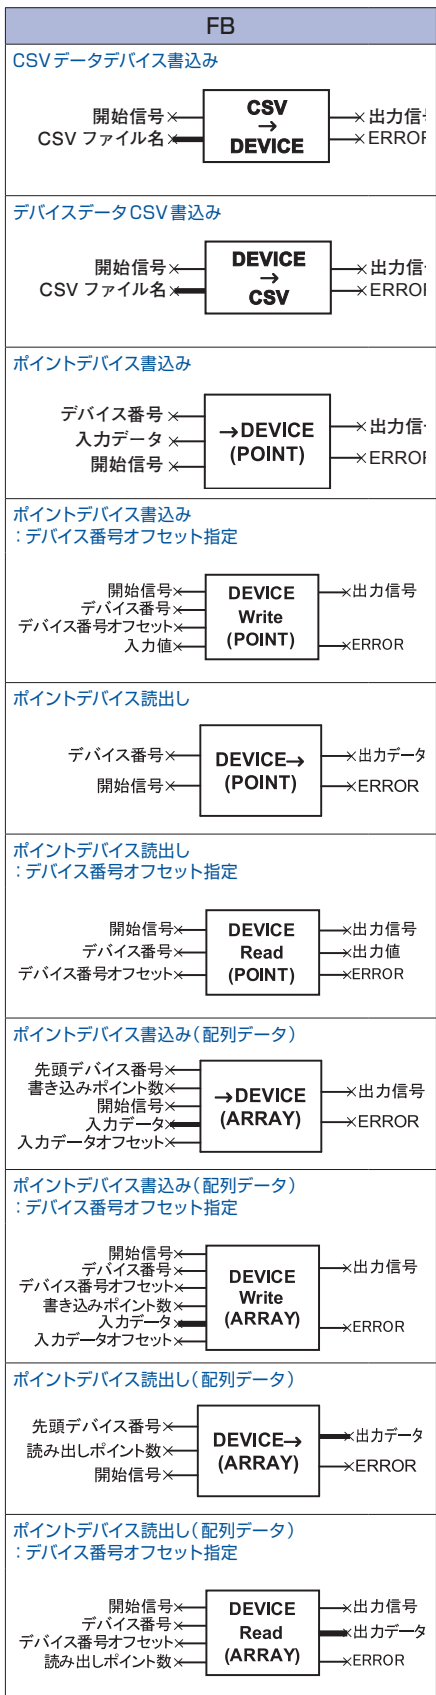 FB
CSVデータデバイス書込み
開始信号
CSV ファイル名
CSV
→
DEVICE
出力信
ERROR
デバイスデータCSV書込み
開始信号
CSV ファイル名
DEVICE
→
CSV
出力信
ERRO
ポイントデバイス書込み
デバイス番号
入力データ
開始信号
→DEVICE
(POINT)
出力信
ERRO
ポイントデバイス書込み
:デバイス番号オフセット指定
開始信号
デバイス番号
デバイス番号オフセット
入力値
DEVICE
Write
(POINT)
出力信号
ERROR
ポイントデバイス読出し
デバイス番号
開始信号
DEVICE→
(POINT)
出力データ
ERROR
ポイントデバイス読出し
:デバイス番号オフセット指定
開始信号
デバイス番号
デバイス番号オフセット
DEVICE
Read
(POINT)
出力信号
出力値
ERROR
ポイントデバイス書込み(配列データ)
先頭デバイス番号
書き込みポイント数
開始信号
入力データ
入力データオフセット
→DEVICE
(ARRAY)
出力信号
ERROR
ポイントデバイス書込み(配列データ)
:デバイス番号オフセット指定
開始信号
デバイス番号
デバイス番号オフセット
書き込みポイント数
入力データ
入力データオフセット
DEVICE
Write
(ARRAY)
出力信号
ERROR
ポイントデバイス読出し(配列データ)
先頭デバイス番号
読み出しポイント数
開始信号
DEVICE→
(ARRAY)
出力データ
ERROR
ポイントデバイス読出し(配列データ)
:デバイス番号オフセット指定
開始信号
デバイス番号
デバイス番号オフセット
読み出しポイント数
DEVICE
Read
(ARRAY)
出力信号
出力データ
ERROR